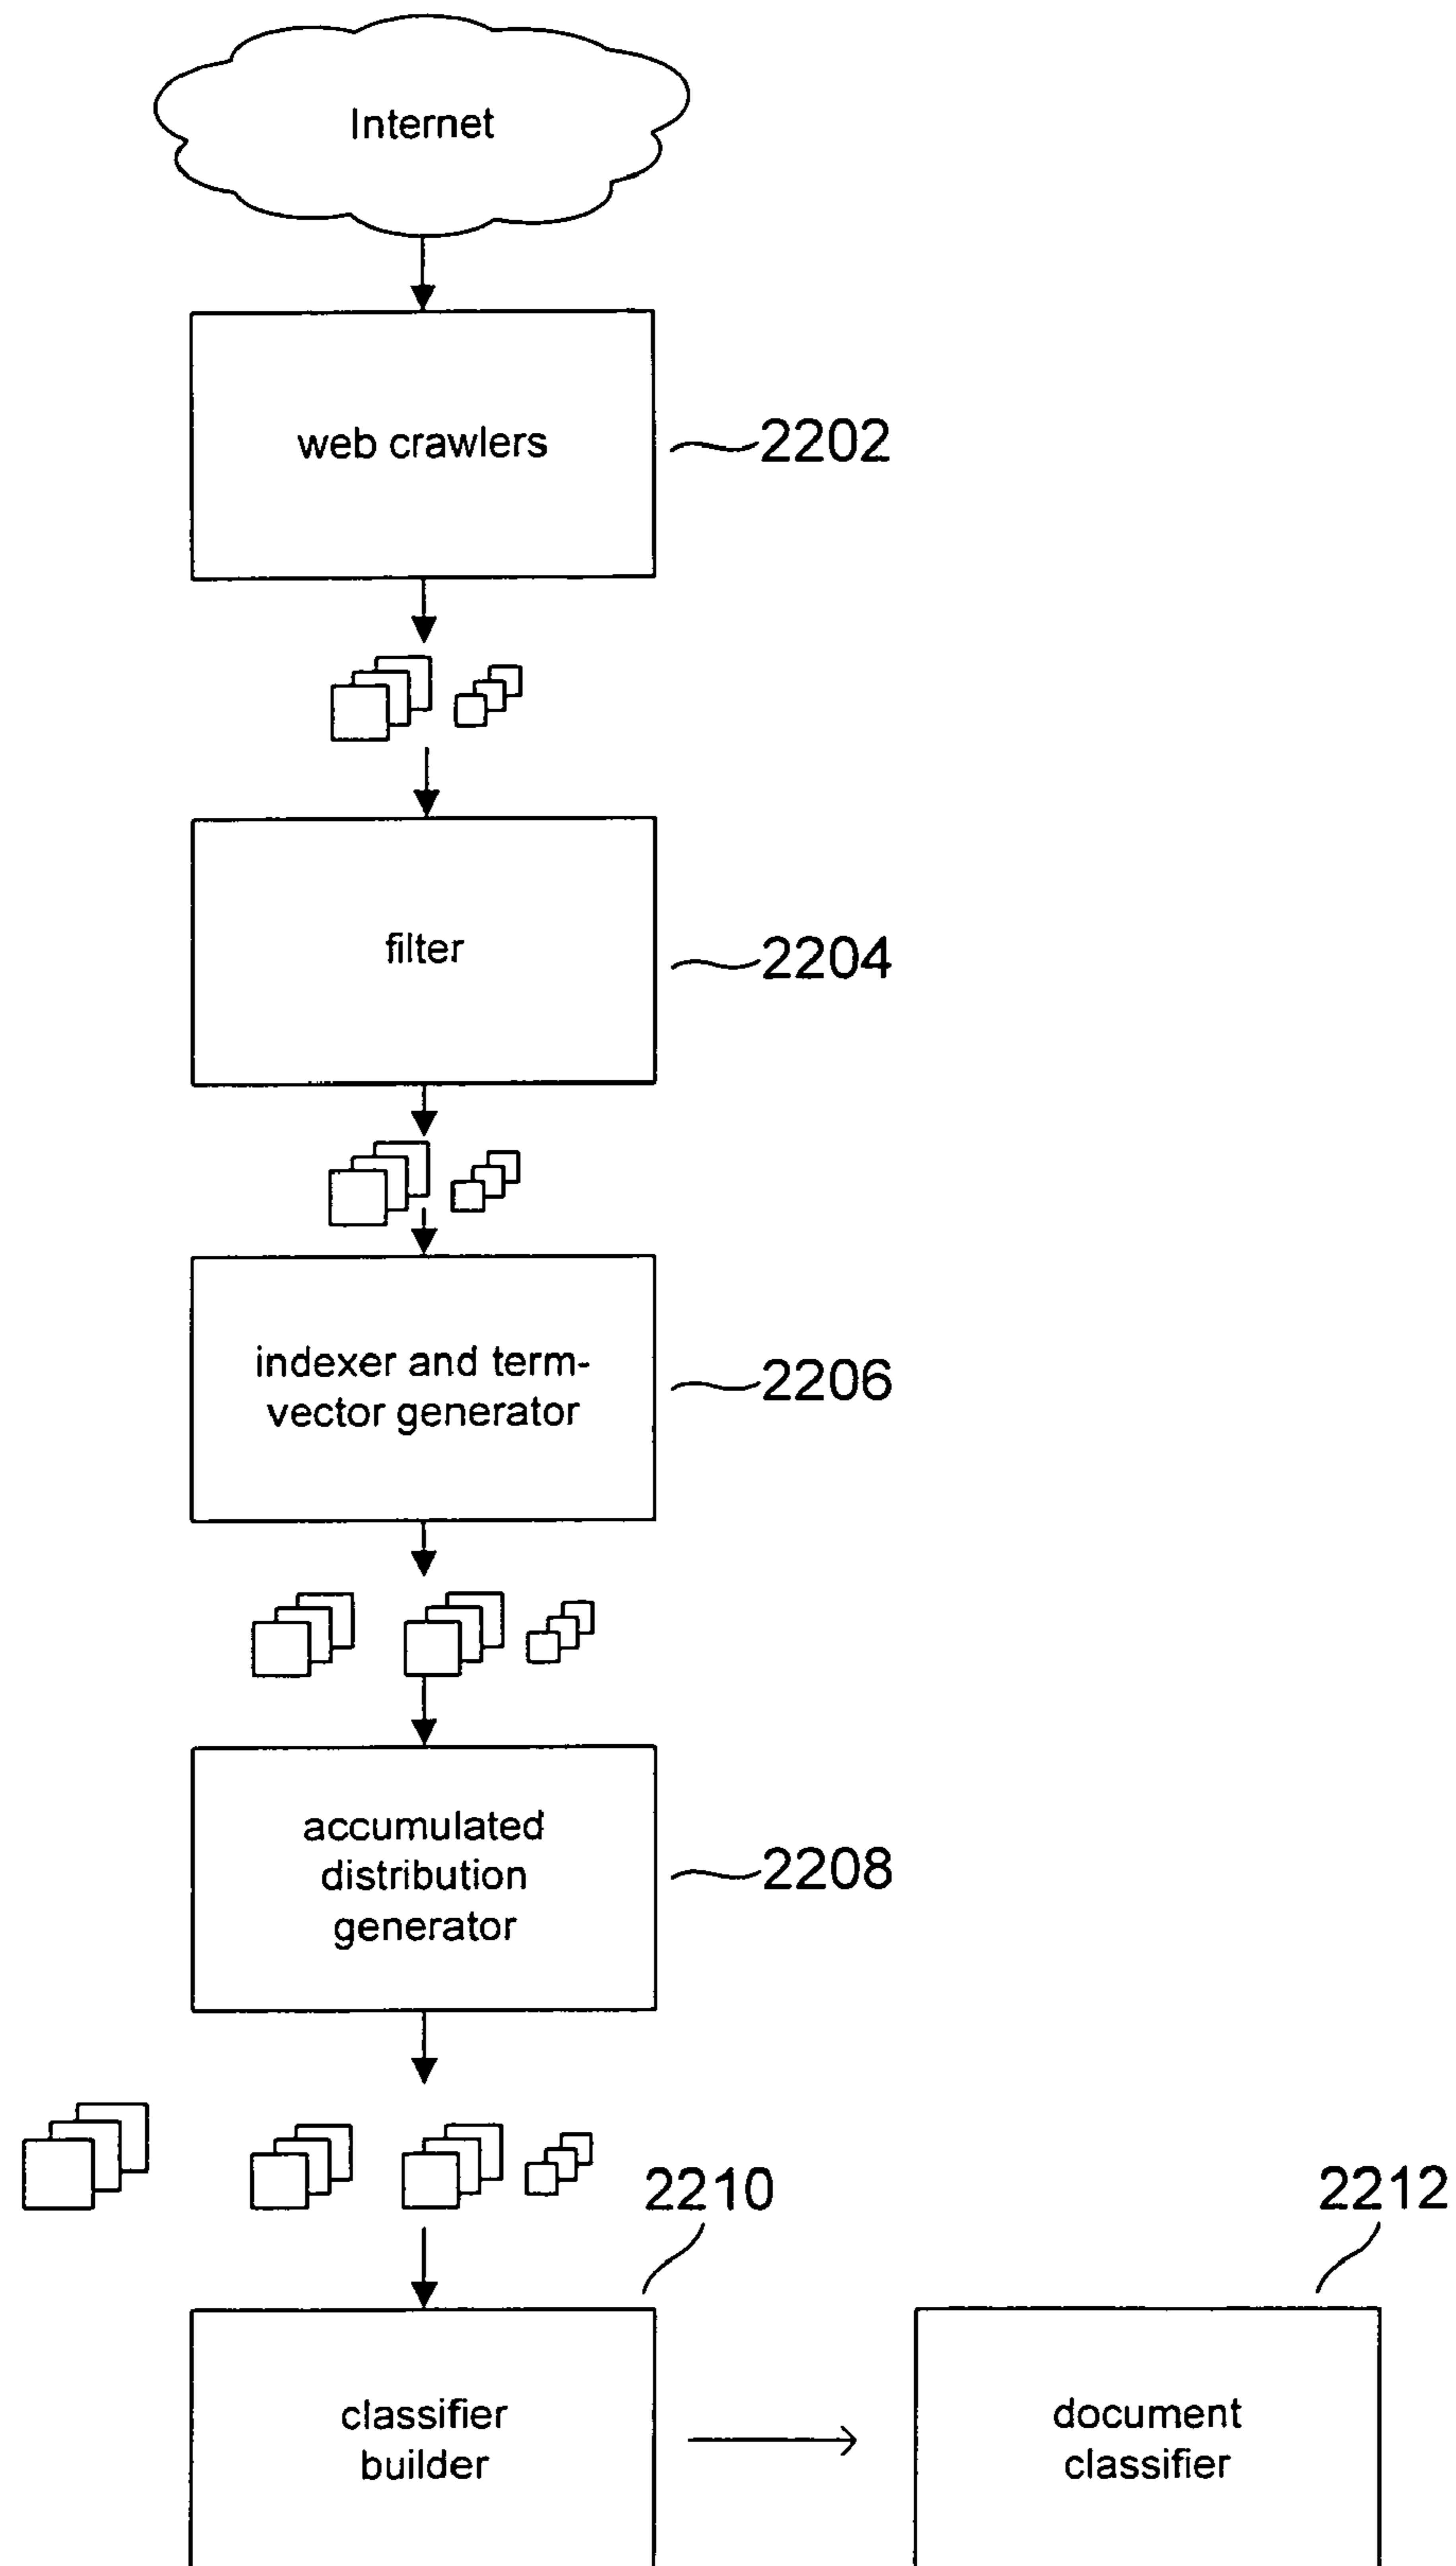 Internet
web crawlers
2202
filter
2204
indexer and term-
vector generator
2206
accumulated
distribution
generator
2208
2210
2212
classifier
builder
document
classifier